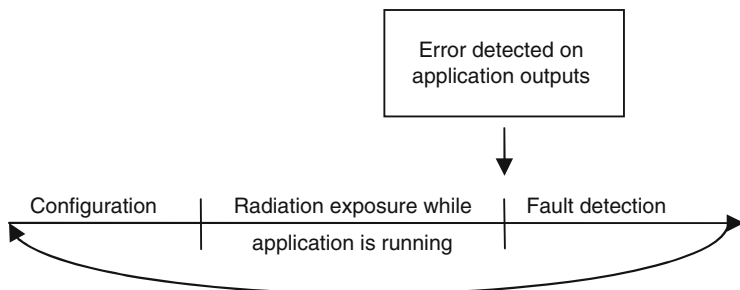 Error detected on
application outputs
Configuration
Radiation exposure while
application is running
Fault detection